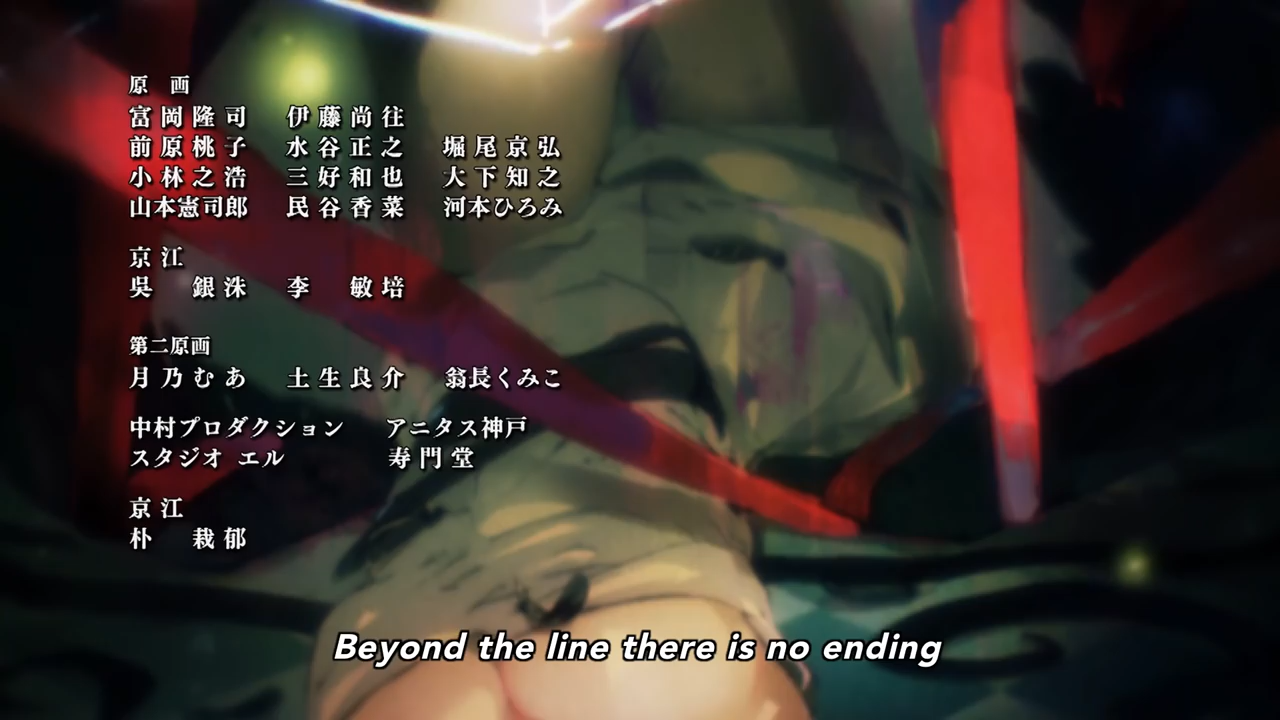 原 画
富岡隆司 伊藤尚往
前原桃子 水谷正之 堀尾京弘
小林之浩 三好和也 大下知之
山本憲司郎 民谷香菜 河本ひろみ
京江
呉 銀洙 李 敏培
第二原画
月乃むあ 土生良介 翁長くみこ
中村プロダクション アニタス神戸
スタジオ エル 寿門堂
京江
朴 栽郁
Beyond the line there is no ending